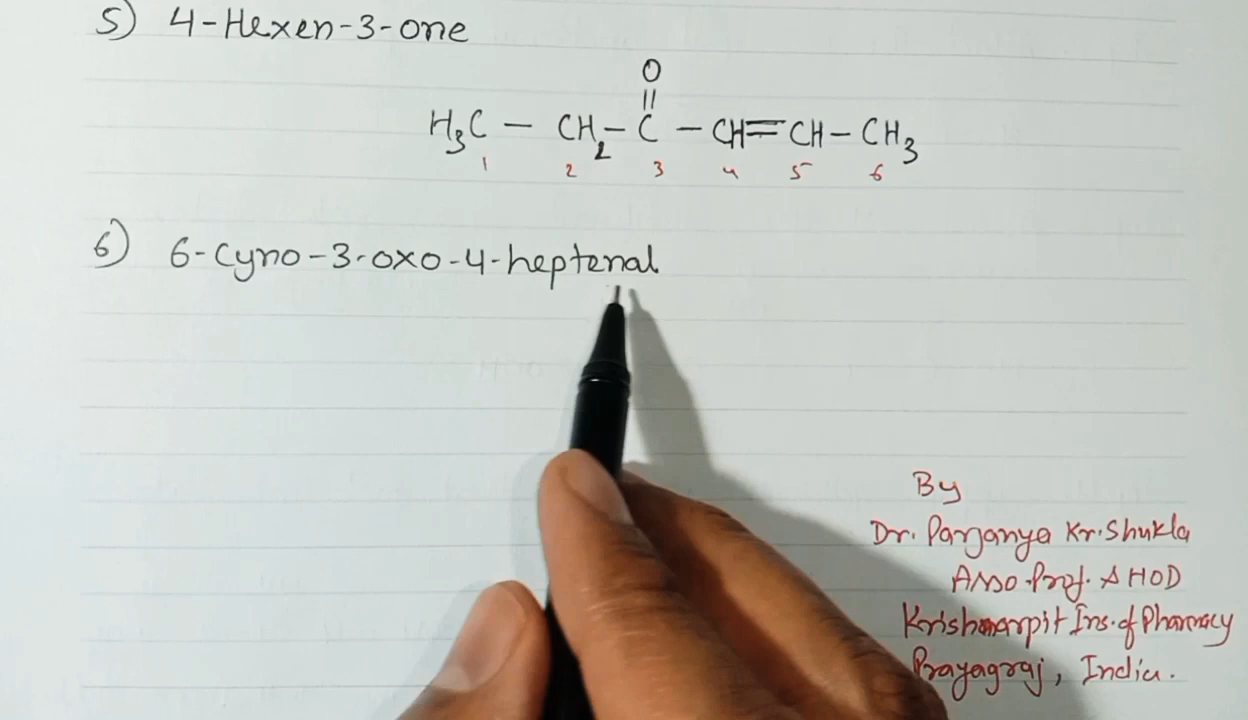 5) 4-Hexen-3-one
O
||
H3C — CH2 — C — CH=CH — CH3
1 2 3 4 5 6
6) 6-Cyno-3-oxo-4-heptenal
By
Dr. Parjanya Kr. Shukla
Asso. Prof. & HOD
Krishnarpit Ins. of Pharmacy
Prayagraj, India.